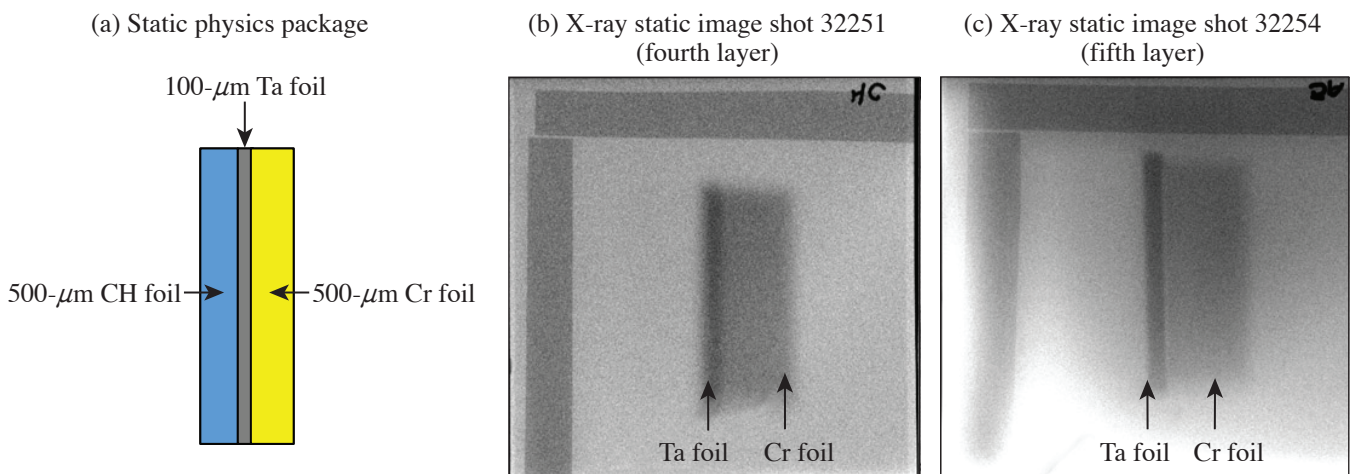 (a) Static physics package
100-μm Ta foil
500-μm CH foil
500-μm Cr foil
(b) X-ray static image shot 32251
(fourth layer)
Ta foil
Cr foil
(c) X-ray static image shot 32254
(fifth layer)
Ta foil
Cr foil